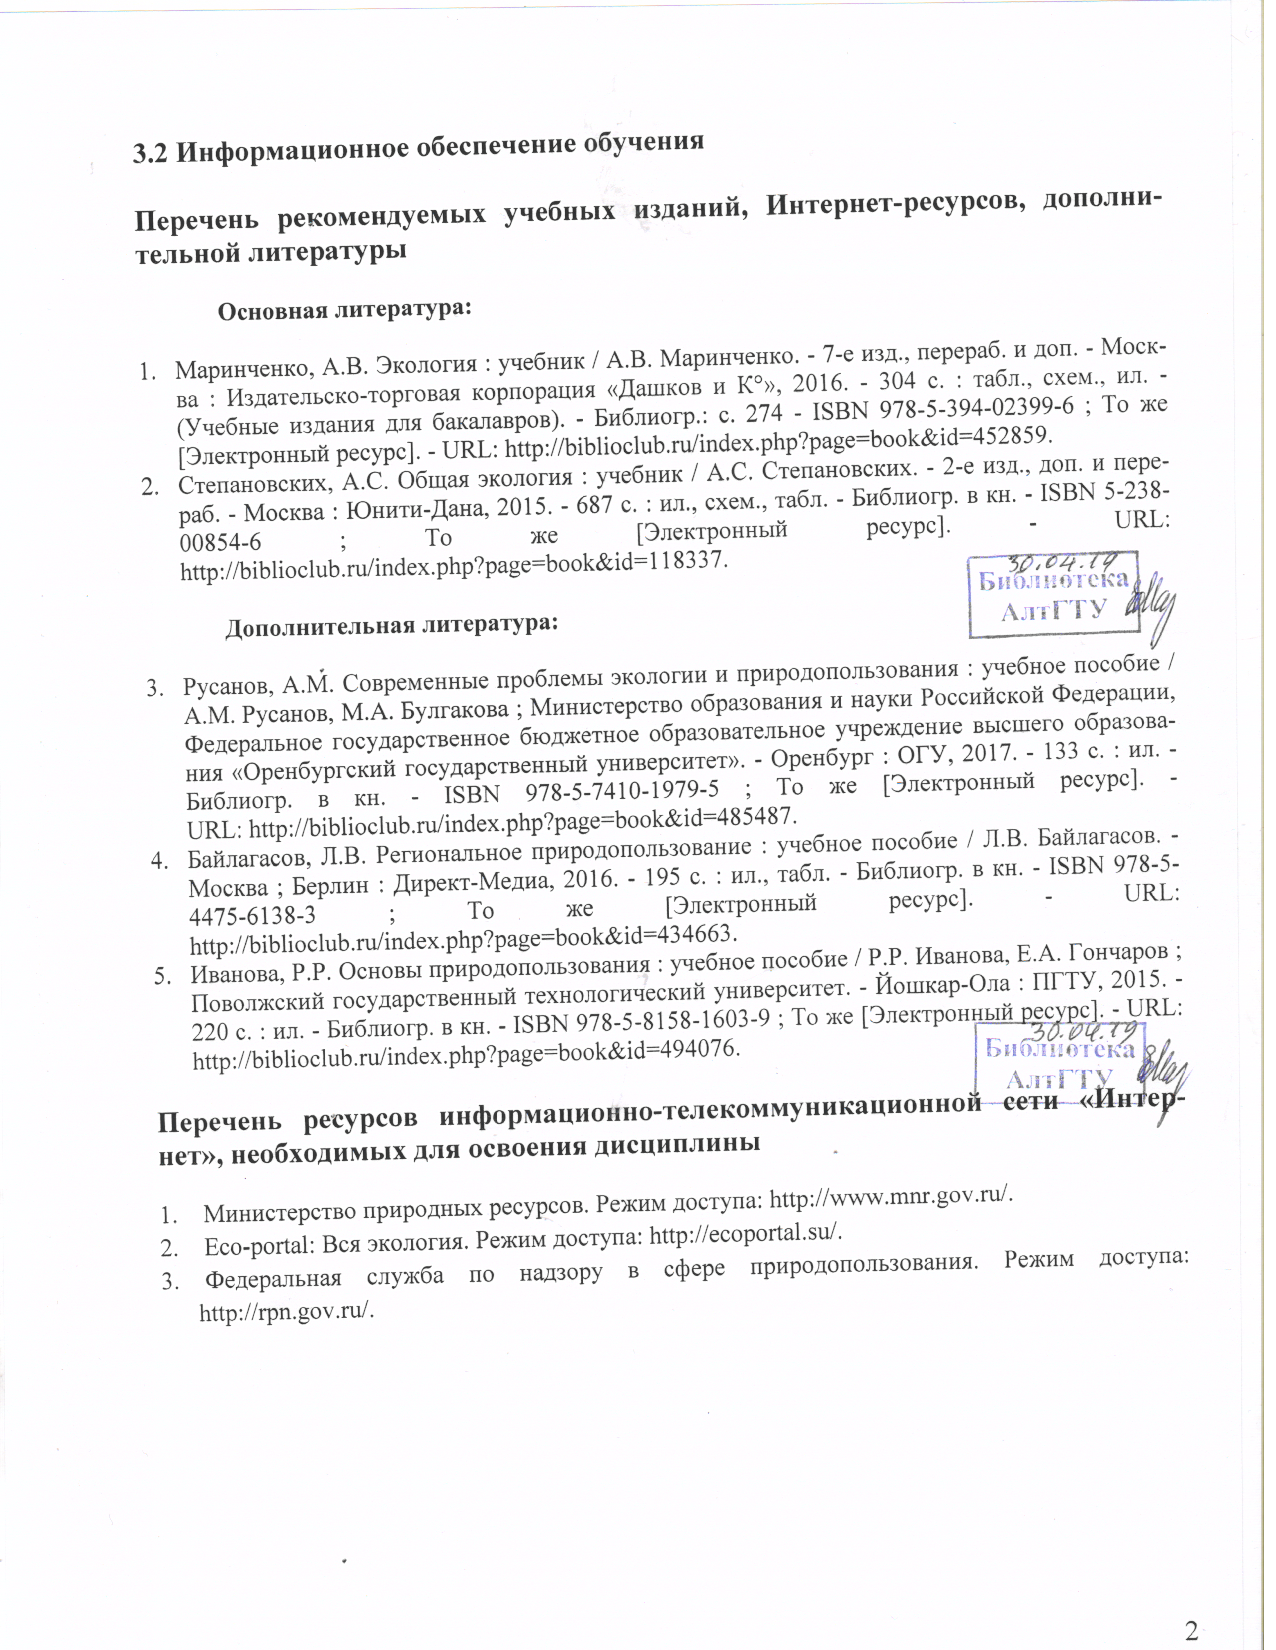 3.2 Информационное обеспечение обучения
Перечень рекомендуемых учебных изданий, Интернет-ресурсов, дополни-
тельной литературы
Основная литература:
1. Маринченко, А.В. Экология : учебник / А.В. Маринченко. - 7-е изд., перераб. и доп. - Моск-
ва : Издательско-торговая корпорация «Дашков и К°», 2016. - 304 с. : табл., схем., ил. -
(Учебные издания для бакалавров). - Библиогр.: с. 274 - ISBN 978-5-394-02399-6 ; То же
[Электронный ресурс]. - URL: http://biblioclub.ru/index.php?page=book&id=452859.
2. Степановских, А.С. Общая экология : учебник / А.С. Степановских. - 2-е изд., доп. и пере-
раб. - Москва : Юнити-Дана, 2015. - 687 с. : ил., схем., табл. - Библиогр. в кн. - ISBN 5-238-
00854-6 ; То же [Электронный ресурс]. - URL:
http://biblioclub.ru/index.php?page=book&id=118337.
30.04.19
Библиотека
АлтГТУ
Дополнительная литература:
3. Русанов, А.М. Современные проблемы экологии и природопользования : учебное пособие /
А.М. Русанов, М.А. Булгакова ; Министерство образования и науки Российской Федерации,
Федеральное государственное бюджетное образовательное учреждение высшего образова-
ния «Оренбургский государственный университет». - Оренбург : ОГУ, 2017. - 133 с. : ил. -
Библиогр. в кн. - ISBN 978-5-7410-1979-5 ; То же [Электронный ресурс]. -
URL: http://biblioclub.ru/index.php?page=book&id=485487.
4. Байлагасов, Л.В. Региональное природопользование : учебное пособие / Л.В. Байлагасов. -
Москва ; Берлин : Директ-Медиа, 2016. - 195 с. : ил., табл. - Библиогр. в кн. - ISBN 978-5-
4475-6138-3 ; То же [Электронный ресурс]. - URL:
http://biblioclub.ru/index.php?page=book&id=434663.
5. Иванова, Р.Р. Основы природопользования : учебное пособие / Р.Р. Иванова, Е.А. Гончаров ;
Поволжский государственный технологический университет. - Йошкар-Ола : ПГТУ, 2015. -
220 с. : ил. - Библиогр. в кн. - ISBN 978-5-8158-1603-9 ; То же [Электронный ресурс]. - URL:
http://biblioclub.ru/index.php?page=book&id=494076.
30.04.19
Библиотека
АлтГТУ
Перечень ресурсов информационно-телекоммуникационной сети «Интер-
нет», необходимых для освоения дисциплины
1. Министерство природных ресурсов. Режим доступа: http://www.mnr.gov.ru/.
2. Eco-portal: Вся экология. Режим доступа: http://ecoportal.su/.
3. Федеральная служба по надзору в сфере природопользования. Режим доступа:
http://rpn.gov.ru/.
2